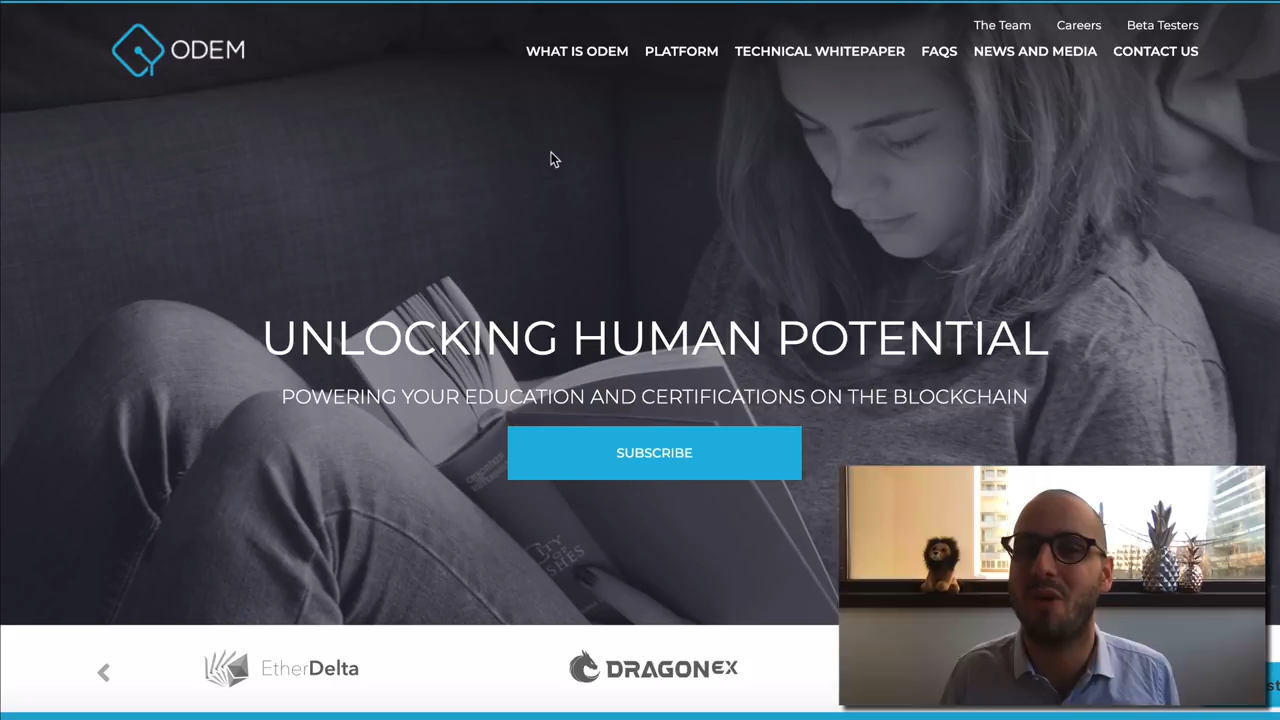 The Team Careers Beta Testers
ODEM
WHAT IS ODEM PLATFORM TECHNICAL WHITEPAPER FAQS NEWS AND MEDIA CONTACT US
UNLOCKING HUMAN POTENTIAL
POWERING YOUR EDUCATION AND CERTIFICATIONS ON THE BLOCKCHAIN
SUBSCRIBE
EtherDelta DRAGONEX